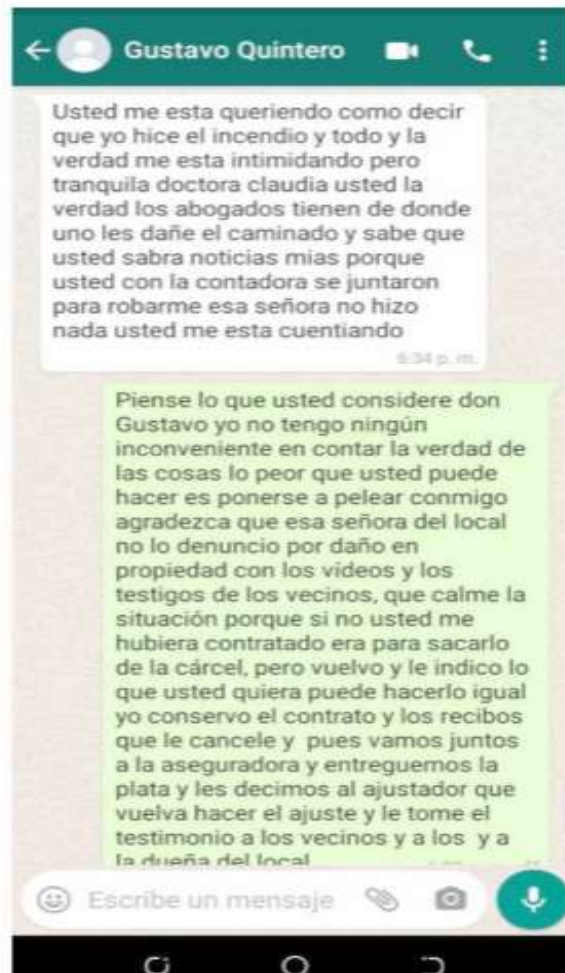 Gustavo Quintero
Usted me esta queriendo como decir
que yo hice el incendio y todo y la
verdad me esta intimidando pero
tranquila doctora claudia usted la
verdad los abogados tienen de donde
uno les dañe el caminado y sabe que
usted sabra noticias mias porque
usted con la contadora se juntaron
para robarme esa señora no hizo
nada usted me esta cuentiando
6:34 p. m.
Piense lo que usted considere don
Gustavo yo no tengo ningún
inconveniente en contar la verdad de
las cosas lo peor que usted puede
hacer es ponerse a pelear conmigo
agradezca que esa señora del local
no lo denuncio por daño en
propiedad con los vídeos y los
testigos de los vecinos, que calme la
situación porque si no usted me
hubiera contratado era para sacarlo
de la cárcel, pero vuelvo y le indico lo
que usted quiera puede hacerlo igual
yo conservo el contrato y los recibos
que le cancele y pues vamos juntos
a la aseguradora y entreguemos la
plata y les decimos al ajustador que
vuelva hacer el ajuste y le tome el
testimonio a los vecinos y a los y a
la dueña del local
Escribe un mensaje